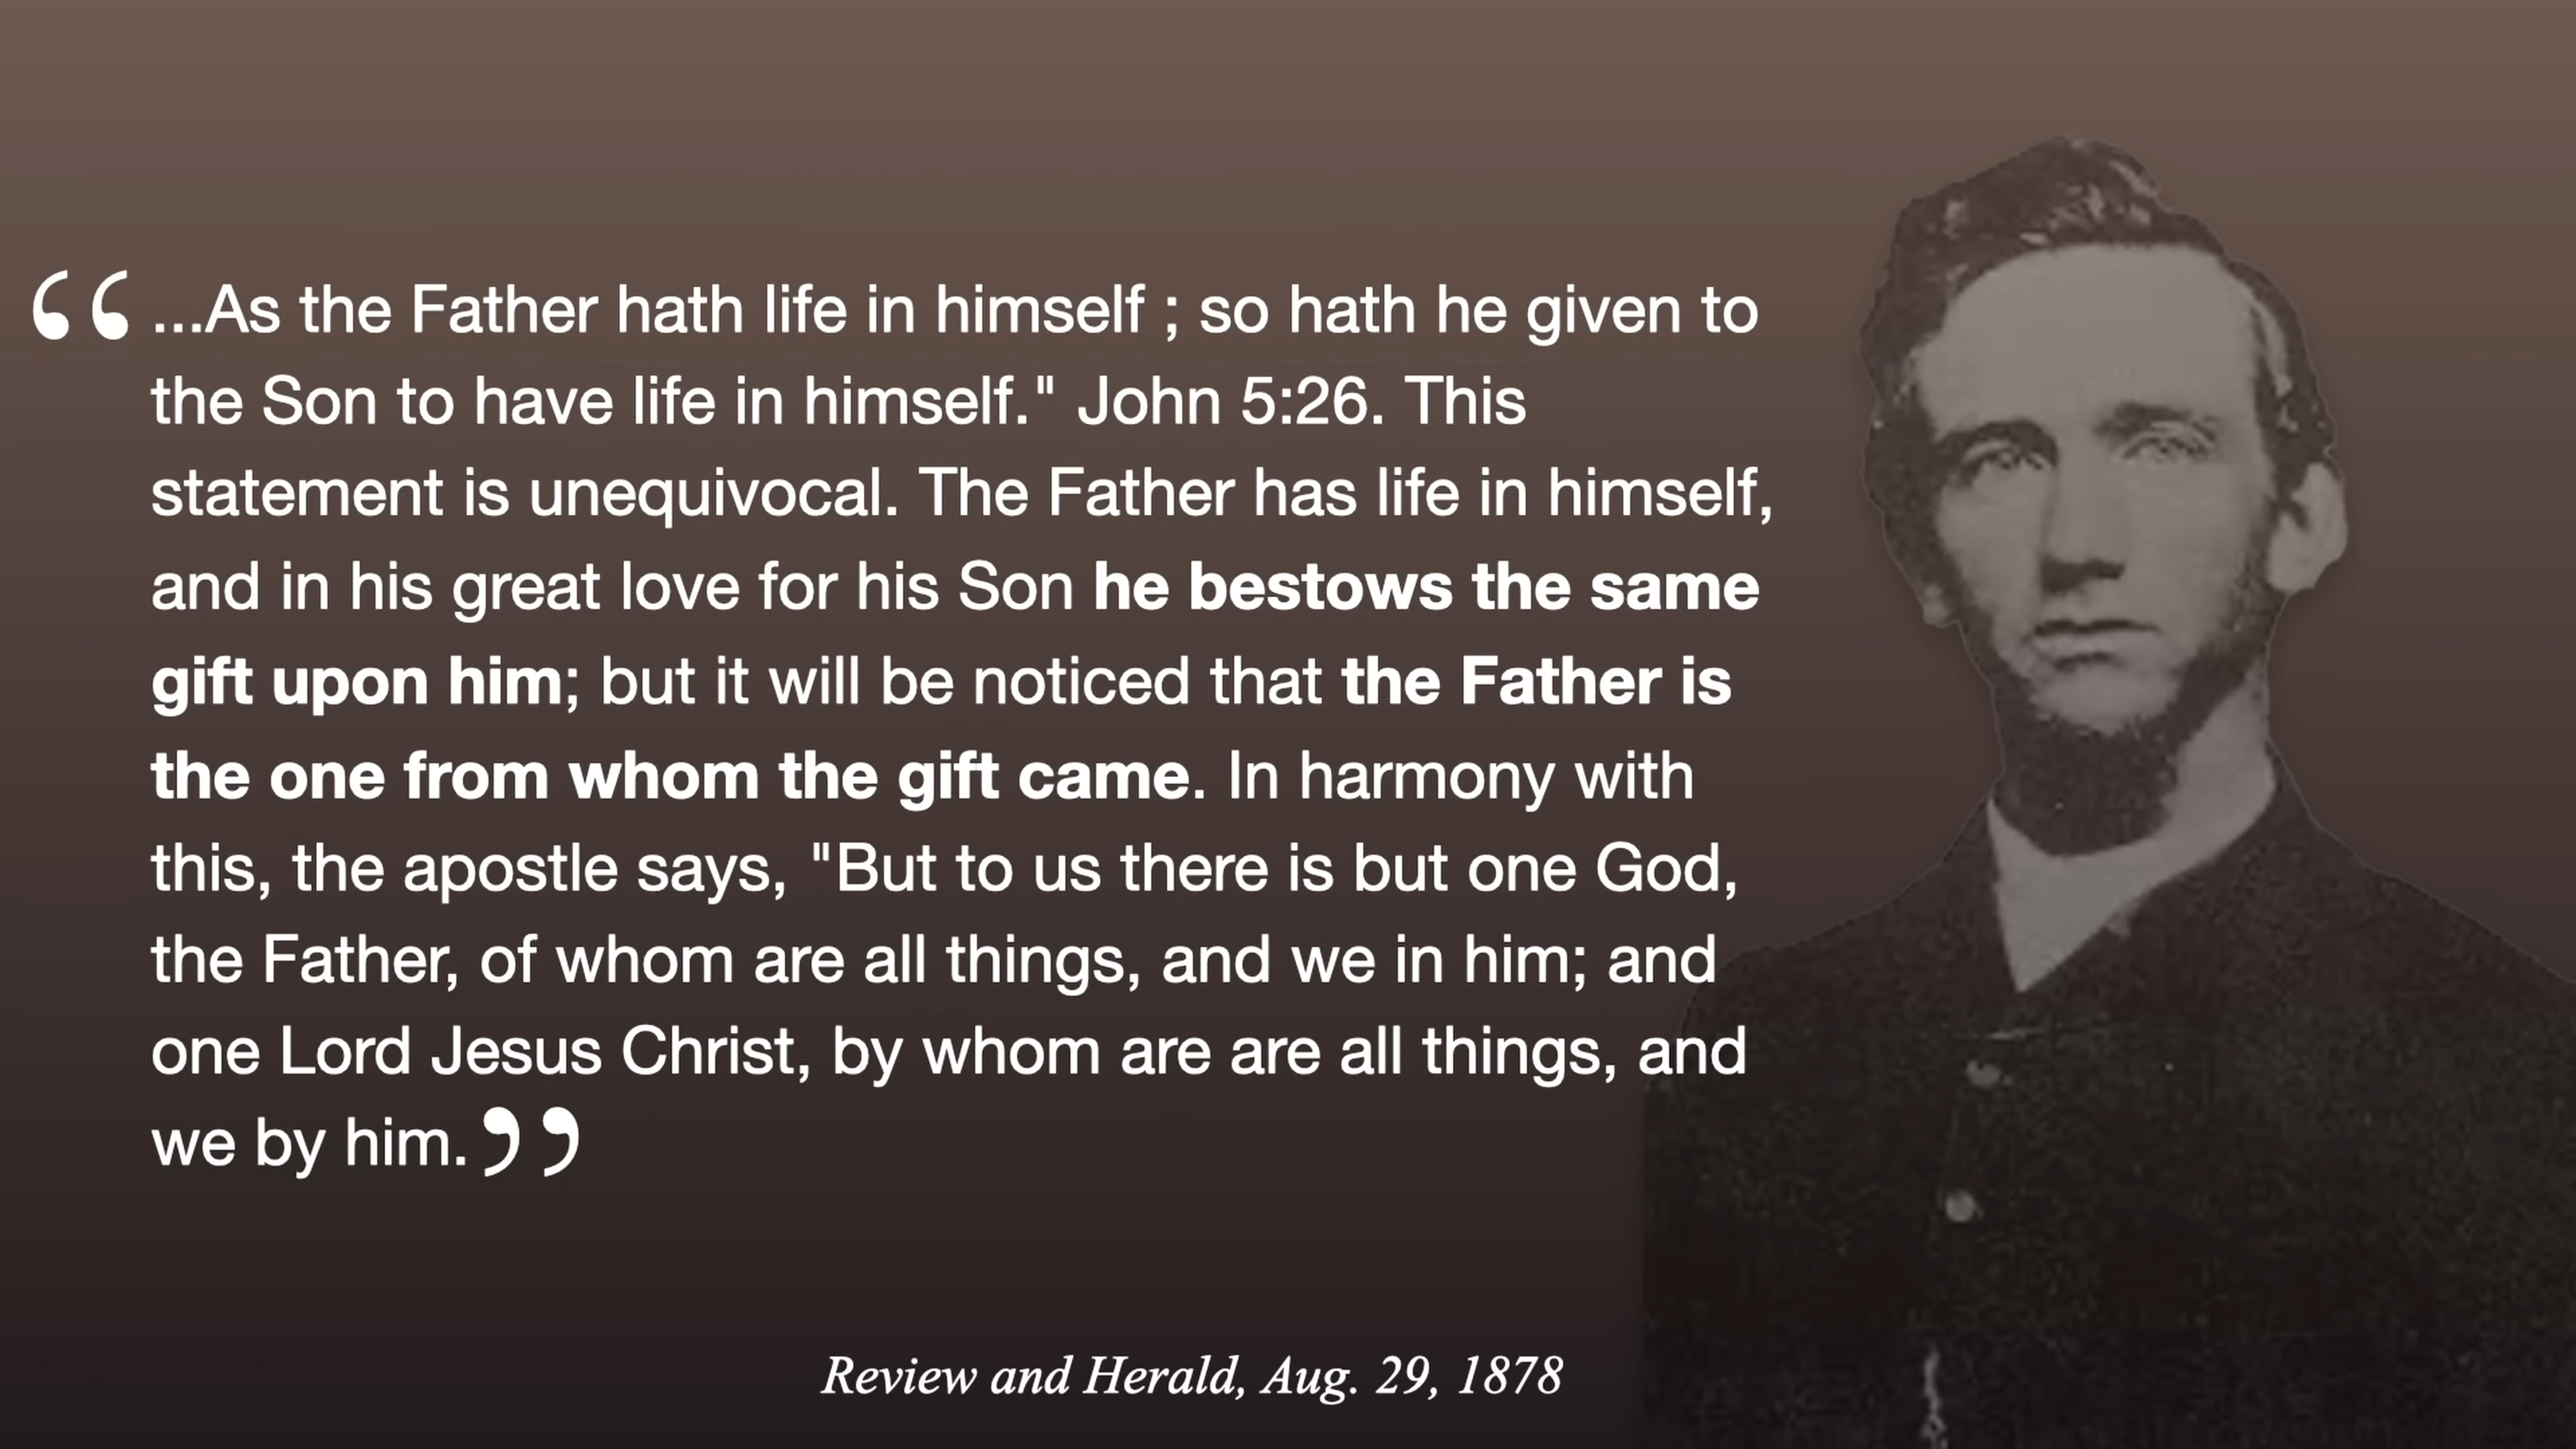 “ ...As the Father hath life in himself ; so hath he given to
the Son to have life in himself." John 5:26. This
statement is unequivocal. The Father has life in himself,
and in his great love for his Son he bestows the same
gift upon him; but it will be noticed that the Father is
the one from whom the gift came. In harmony with
this, the apostle says, "But to us there is but one God,
the Father, of whom are all things, and we in him; and
one Lord Jesus Christ, by whom are are all things, and
we by him. ”
Review and Herald, Aug. 29, 1878